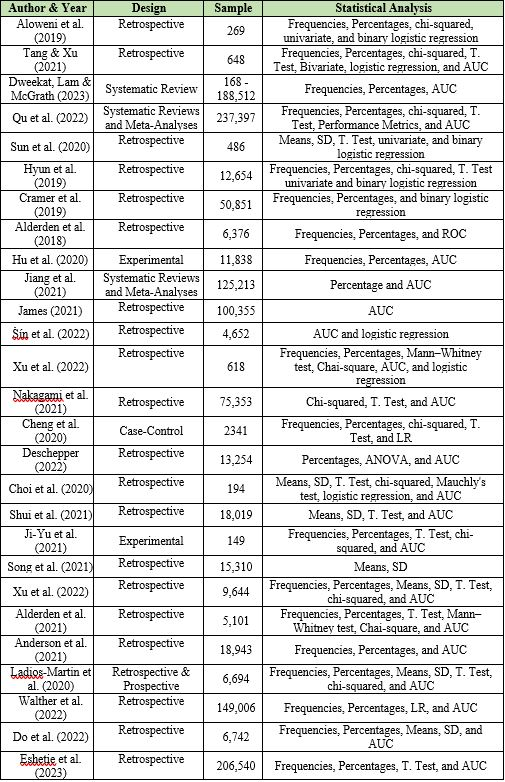 Author & Year Design Sample Statistical Analysis
Aloweni et al. (2019) Retrospective 269 Frequencies, Percentages, chi-squared, univariate, and binary logistic regression
Tang & Xu (2021) Retrospective 648 Frequencies, Percentages, chi-squared, T. Test, Bivariate, logistic regression, and AUC
Dweekat, Lam & McGrath (2023) Systematic Review 168 - 188,512 Frequencies, Percentages, AUC
Qu et al. (2022) Systematic Reviews and Meta-Analyses 237,397 Frequencies, Percentages, chi-squared, T. Test, Performance Metrics, and AUC
Sun et al. (2020) Retrospective 486 Means, SD, T. Test, univariate, and binary logistic regression
Hyun et al. (2019) Retrospective 12,654 Frequencies, Percentages, chi-squared, T. Test univariate and binary logistic regression
Cramer et al. (2019) Retrospective 50,851 Frequencies, Percentages, and binary logistic regression
Alderden et al. (2018) Retrospective 6,376 Frequencies, Percentages, and ROC
Hu et al. (2020) Experimental 11,838 Frequencies, Percentages, AUC
Jiang et al. (2021) Systematic Reviews and Meta-Analyses 125,213 Percentage and AUC
James (2021) Retrospective 100,355 AUC
Šín et al. (2022) Retrospective 4,652 AUC and logistic regression
Xu et al. (2022) Retrospective 618 Frequencies, Percentages, Mann–Whitney test, Chai-square, AUC, and logistic regression
Nakagami et al. (2021) Retrospective 75,353 Chi-squared, T. Test, and AUC
Cheng et al. (2020) Case-Control 2341 Frequencies, Percentages, chi-squared, T. Test, and LR
Deschepper (2022) Retrospective 13,254 Percentages, ANOVA, and AUC
Choi et al. (2020) Retrospective 194 Means, SD, T. Test, chi-squared, Mauchly's test, logistic regression, and AUC
Shui et al. (2021) Retrospective 18,019 Means, SD, T. Test, and AUC
Ji-Yu et al. (2021) Experimental 149 Frequencies, Percentages, T. Test, chi-squared, and AUC
Song et al. (2021) Retrospective 15,310 Means, SD
Xu et al. (2022) Retrospective 9,644 Frequencies, Percentages, Means, SD, T. Test, chi-squared, and AUC
Alderden et al. (2021) Retrospective 5,101 Frequencies, Percentages, T. Test, Mann–Whitney test, Chai-square, and AUC
Anderson et al. (2021) Retrospective 18,943 Frequencies, Percentages, and AUC
Ladios-Martin et al. (2020) Retrospective & Prospective 6,694 Frequencies, Percentages, Means, SD, T. Test, chi-squared, and AUC
Walther et al. (2022) Retrospective 149,006 Frequencies, Percentages, LR, and AUC
Do et al. (2022) Retrospective 6,742 Frequencies, Percentages, Means, SD, and AUC
Eshetie et al. (2023) Retrospective 206,540 Frequencies, Percentages, T. Test, and AUC